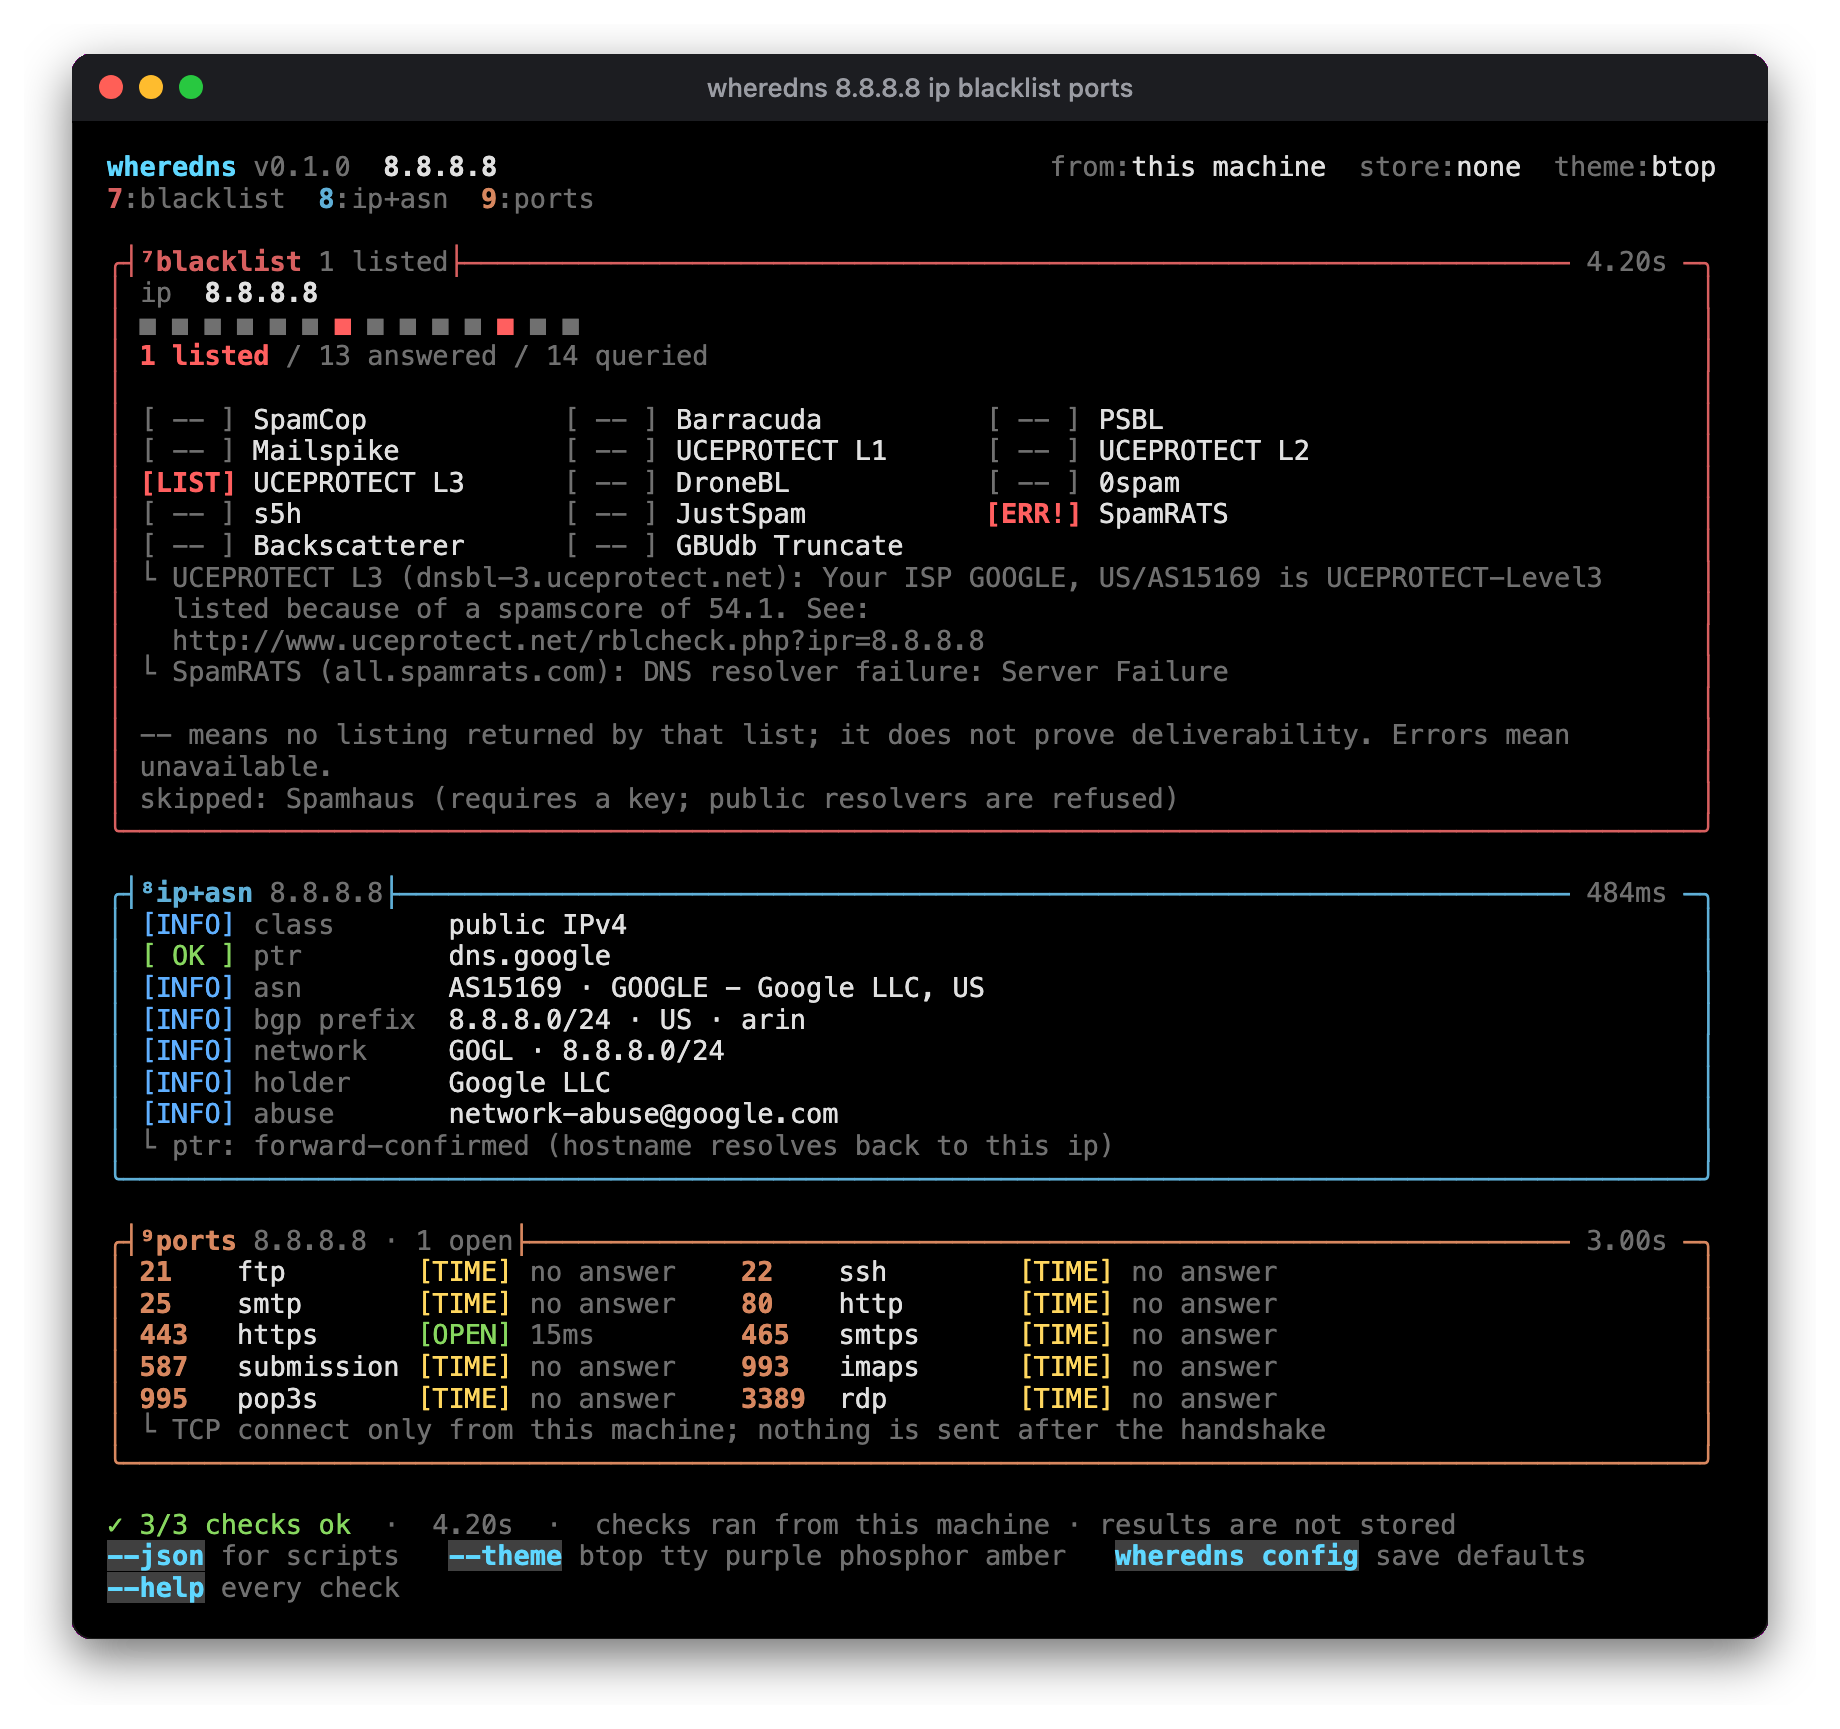 wheredns 8.8.8.8 ip blacklist ports
wheredns v0.1.0  8.8.8.8  from:this machine  store:none  theme:btop
7:blacklist  8:ip+asn  9:ports
⁷blacklist 1 listed  4.20s
ip  8.8.8.8
1 listed / 13 answered / 14 queried
[ -- ] SpamCop  [ -- ] Barracuda  [ -- ] PSBL
[ -- ] Mailspike  [ -- ] UCEPROTECT L1  [ -- ] UCEPROTECT L2
[LIST] UCEPROTECT L3  [ -- ] DroneBL  [ -- ] 0spam
[ -- ] s5h  [ -- ] JustSpam  [ERR!] SpamRATS
[ -- ] Backscatterer  [ -- ] GBUdb Truncate
└ UCEPROTECT L3 (dnsbl-3.uceprotect.net): Your ISP GOOGLE, US/AS15169 is UCEPROTECT-Level3
listed because of a spamscore of 54.1. See:
http://www.uceprotect.net/rblcheck.php?ipr=8.8.8.8
└ SpamRATS (all.spamrats.com): DNS resolver failure: Server Failure
-- means no listing returned by that list; it does not prove deliverability. Errors mean
unavailable.
skipped: Spamhaus (requires a key; public resolvers are refused)
⁸ip+asn 8.8.8.8  484ms
[INFO] class  public IPv4
[ OK ] ptr  dns.google
[INFO] asn  AS15169 · GOOGLE - Google LLC, US
[INFO] bgp prefix  8.8.8.0/24 · US · arin
[INFO] network  GOGL · 8.8.8.0/24
[INFO] holder  Google LLC
[INFO] abuse  network-abuse@google.com
└ ptr: forward-confirmed (hostname resolves back to this ip)
⁹ports 8.8.8.8 · 1 open  3.00s
21  ftp  [TIME] no answer  22  ssh  [TIME] no answer
25  smtp  [TIME] no answer  80  http  [TIME] no answer
443  https  [OPEN] 15ms  465  smtps  [TIME] no answer
587  submission [TIME] no answer  993  imaps  [TIME] no answer
995  pop3s  [TIME] no answer  3389  rdp  [TIME] no answer
└ TCP connect only from this machine; nothing is sent after the handshake
✓ 3/3 checks ok  ·  4.20s  ·  checks ran from this machine · results are not stored
--json for scripts  --theme btop tty purple phosphor amber  wheredns config save defaults
--help every check